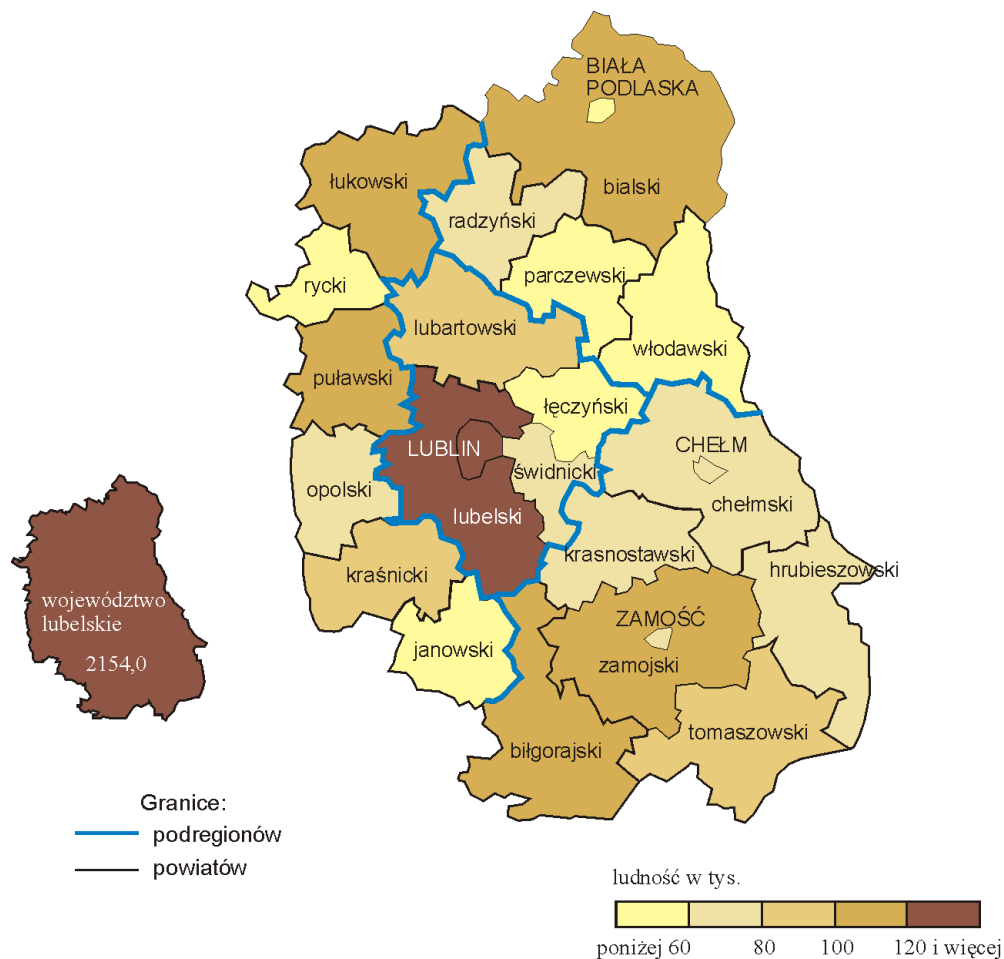 BIAŁA
PODLASKA
łukowski
bialski
radzyński
parczewski
rycki
lubartowski
włodawski
puławski
łęczyński
LUBLIN
CHEŁM
świdnicki
opolski
chełmski
lubelski
krasnostawski
hrubieszowski
kraśnicki
województwo
lubelskie
2154,0
ZAMOŚĆ
janowski
zamojski
tomaszowski
biłgorajski
Granice:
podregionów
powiatów
ludność w tys.
poniżej 60 80 100 120 i więcej